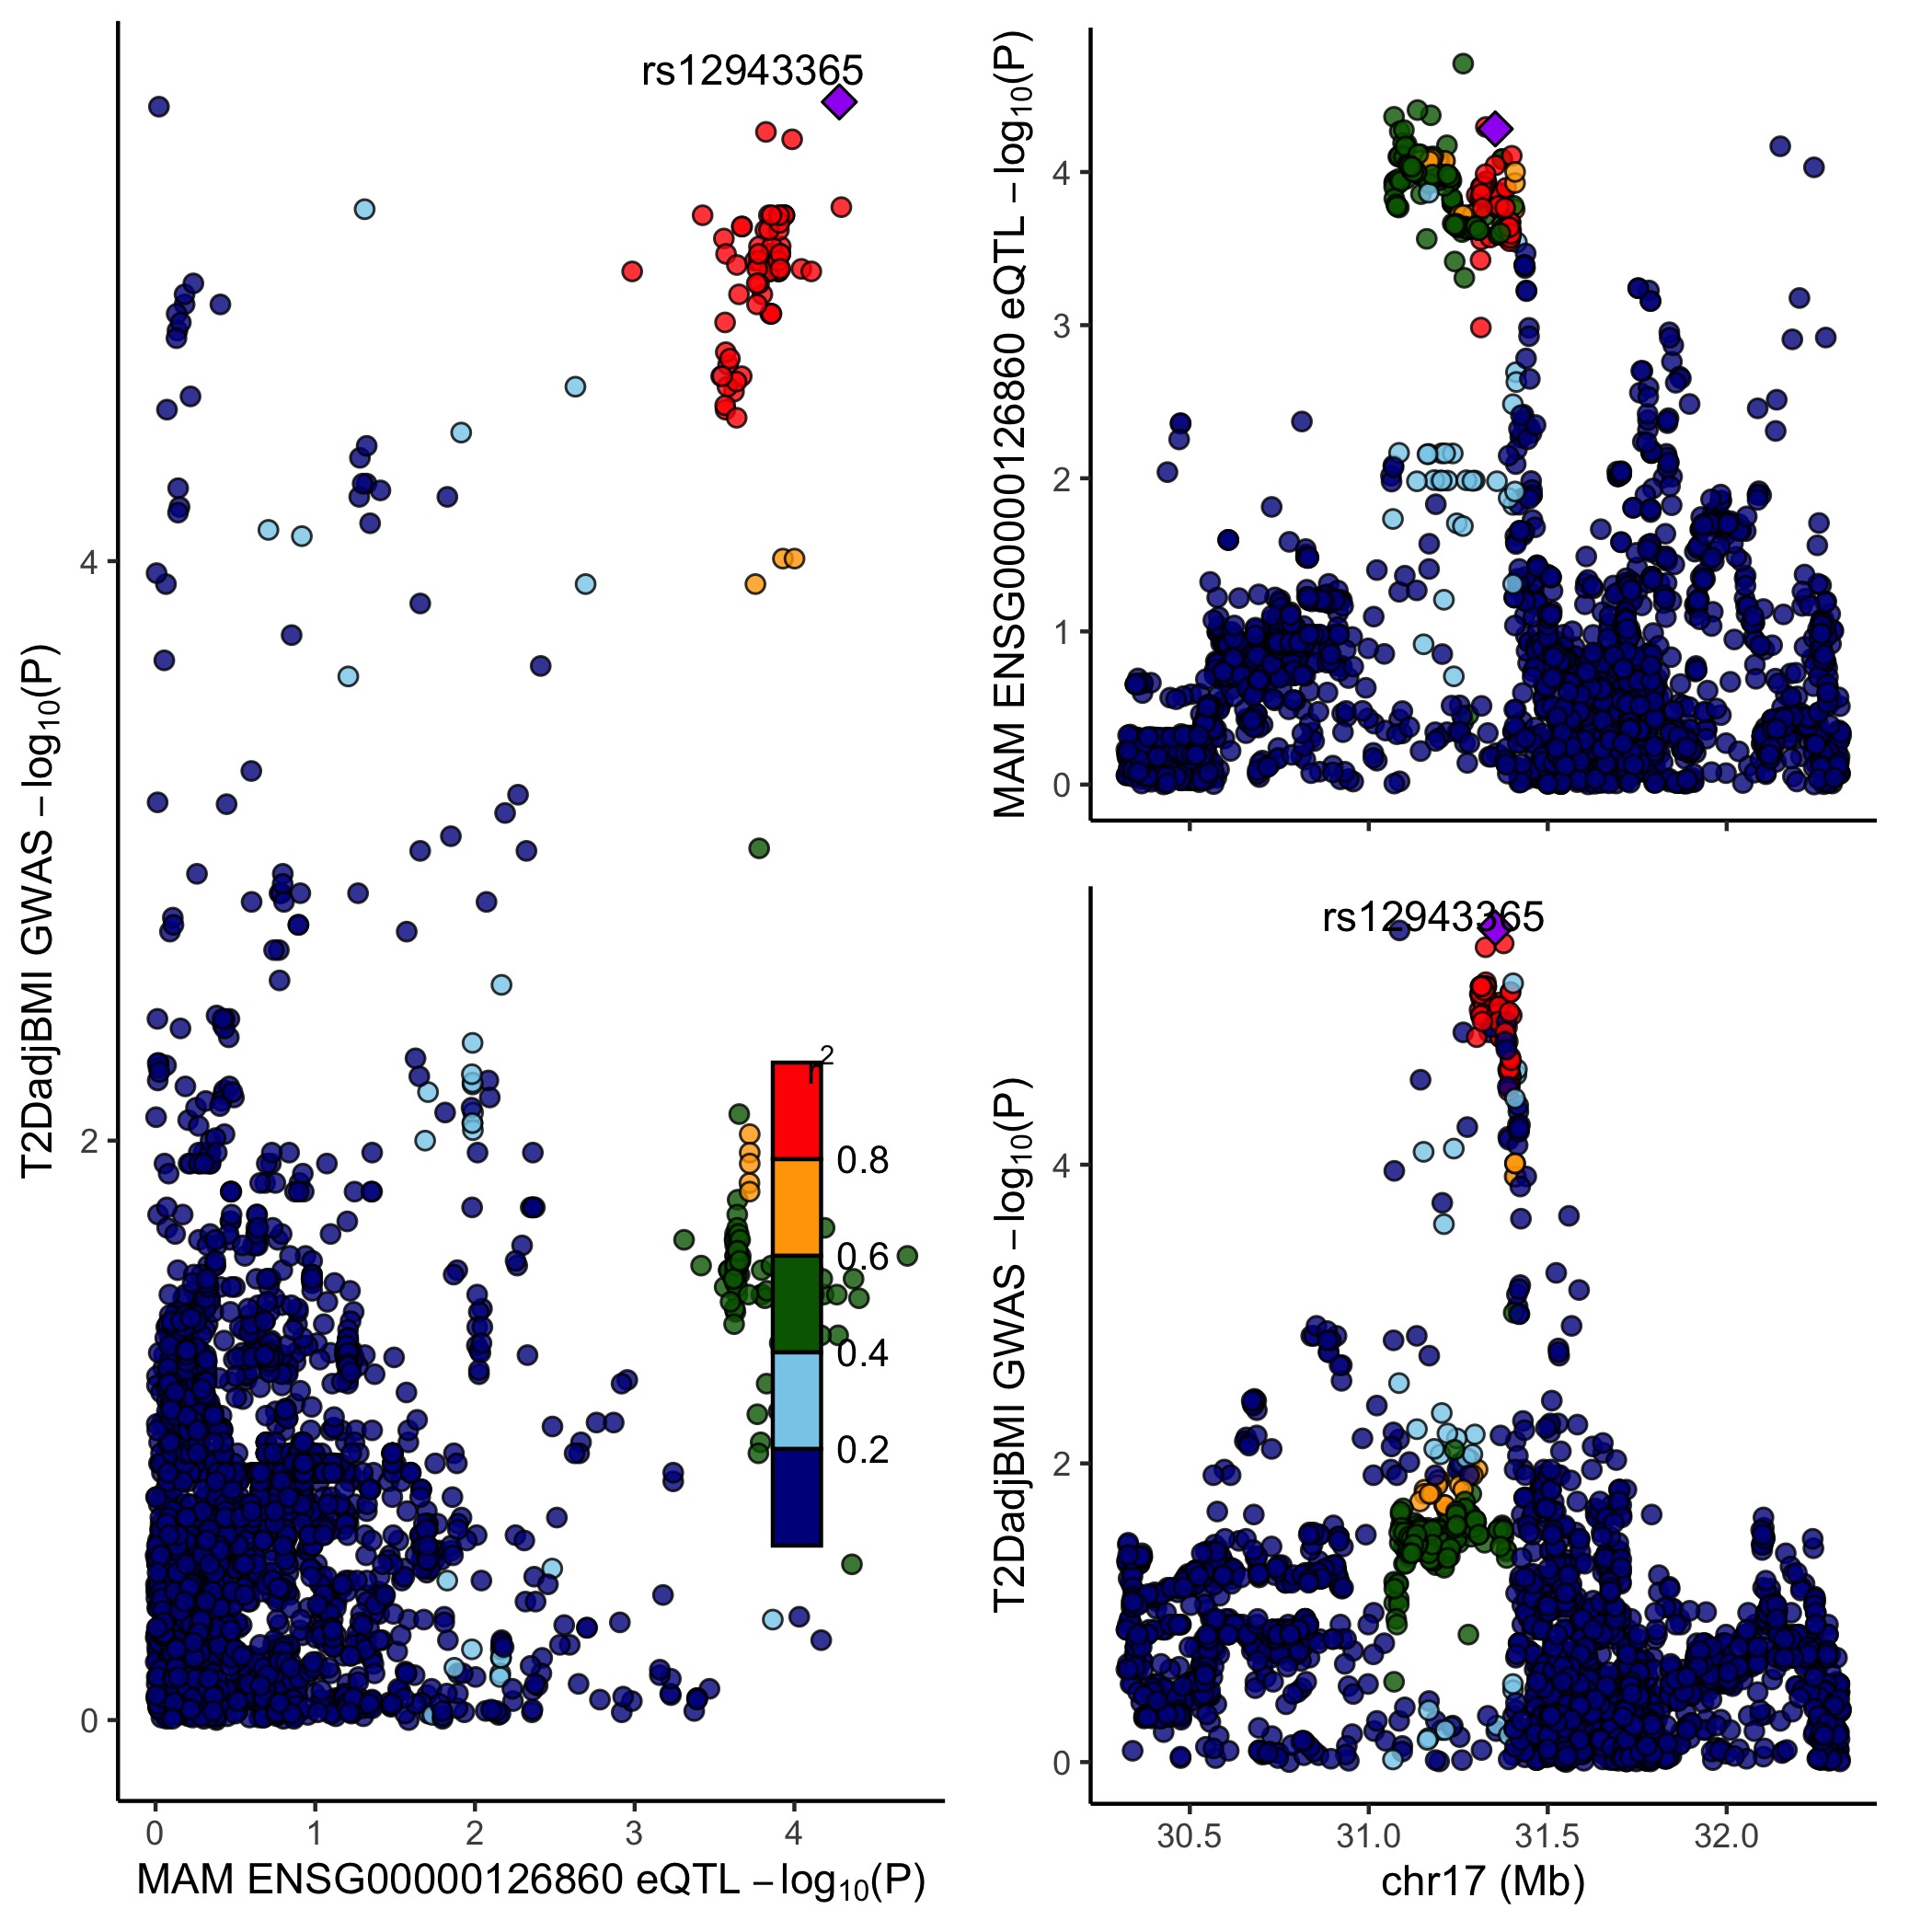 rs12943365
T2DadjBMI GWAS –log10(P)
4
2
0
0 1 2 3 4
MAM ENSG00000126860 eQTL –log10(P)
r2
0.8
0.6
0.4
0.2
MAM ENSG00000126860 eQTL –log10(P)
4
3
2
1
0
rs12943365
T2DadjBMI GWAS –log10(P)
4
2
0
30.5 31.0 31.5 32.0
chr17 (Mb)